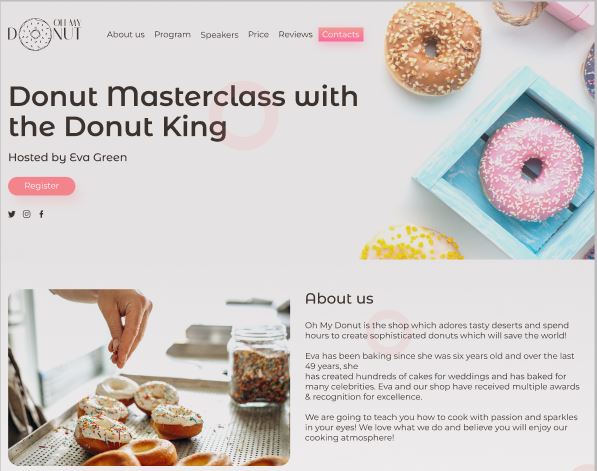 OH MY
DONUT
About us
Program
Speakers
Price
Reviews
Contacts
Donut Masterclass with
the Donut King
Hosted by Eva Green
Register
About us
Oh My Donut is the shop which adores tasty deserts and spend
hours to create sophisticated donuts which will save the world!
Eva has been baking since she was six years old and over the last
49 years, she
has created hundreds of cakes for weddings and has baked for
many celebrities. Eva and our shop have received multiple awards
& recognition for excellence.
We are going to teach you how to cook with passion and sparkles
in your eyes! We love what we do and believe you will enjoy our
cooking atmosphere!